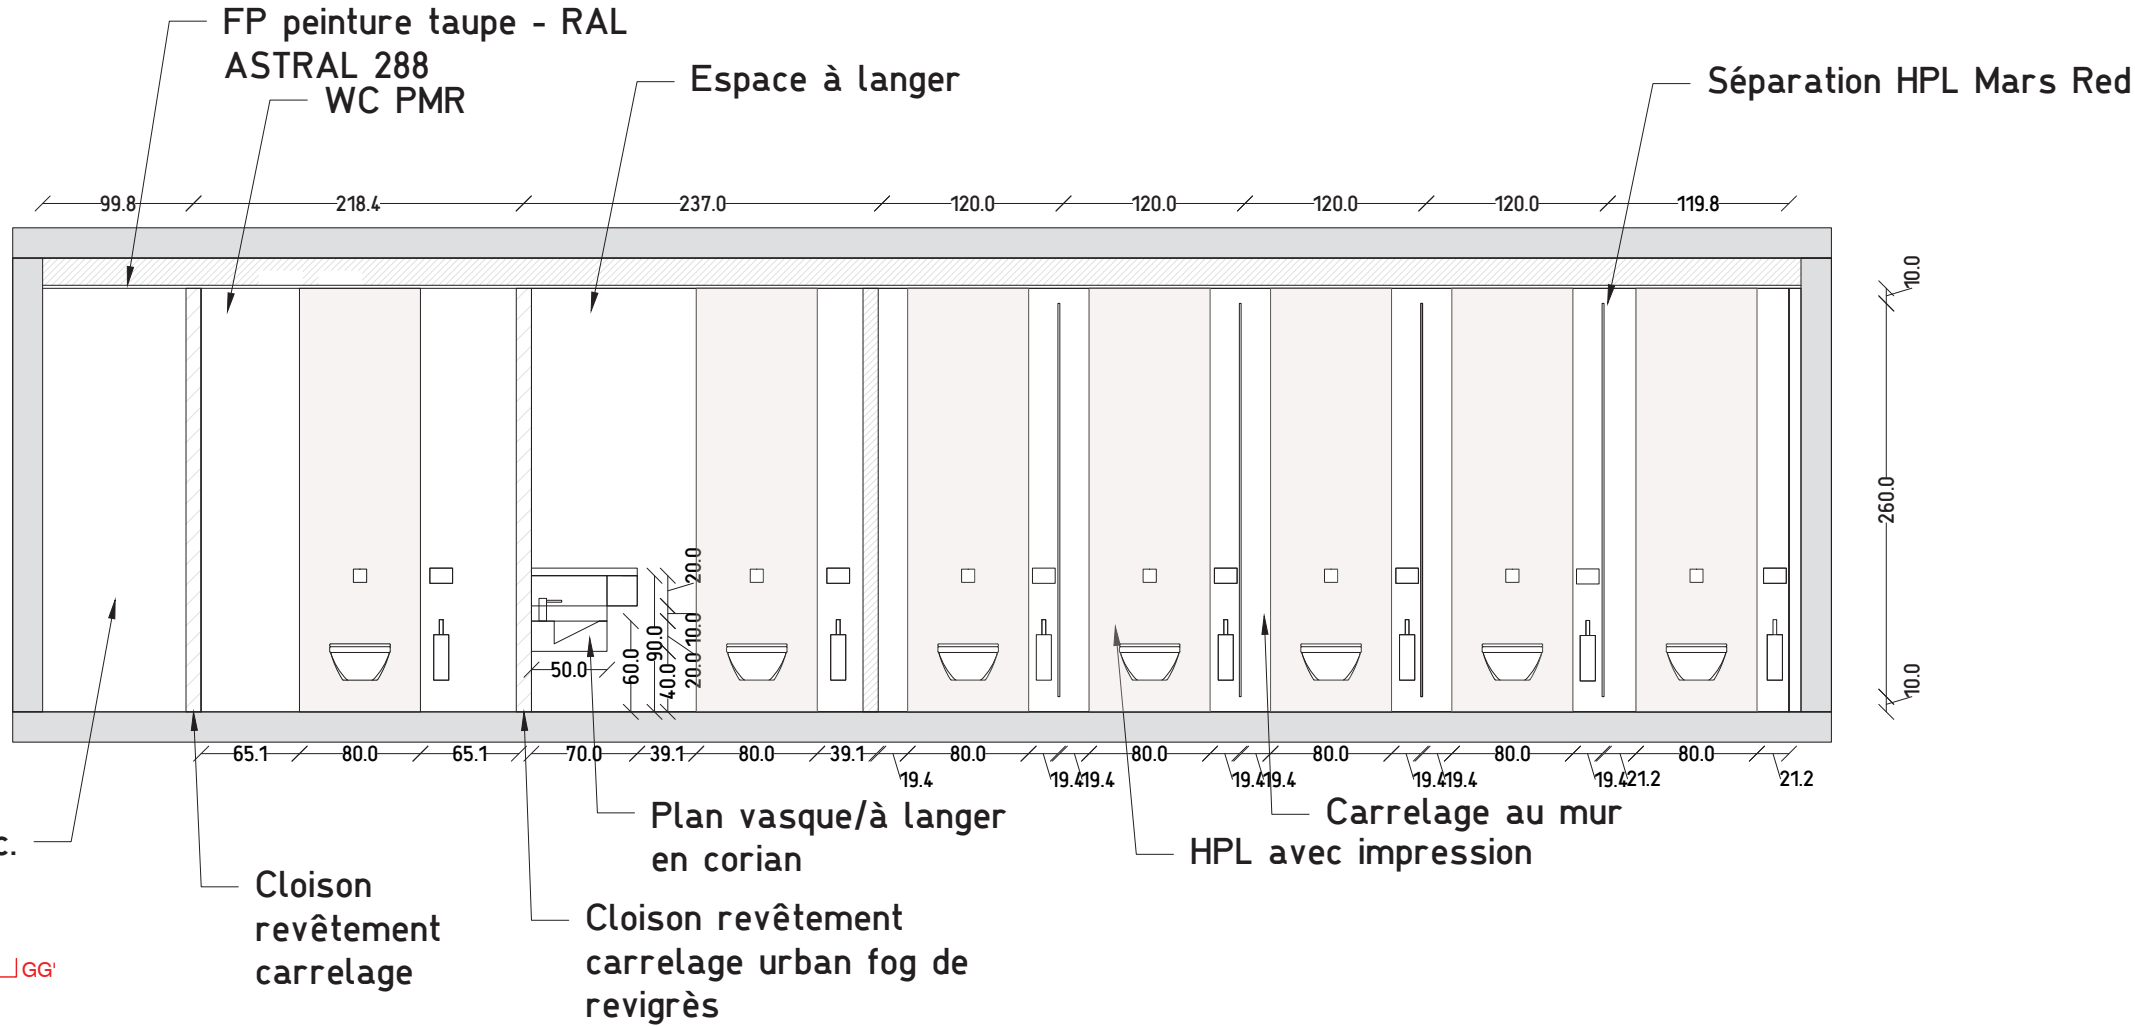 FP peinture taupe - RAL
ASTRAL 288
WC PMR
Espace à langer
Séparation HPL Mars Red
99.8
218.4
237.0
120.0
120.0
120.0
120.0
119.8
10.0
260.0
10.0
20.0
10.0
20.0
90.0
40.0
60.0
50.0
65.1
80.0
65.1
70.0
39.1
80.0
39.1
19.4
80.0
19.4
19.4
80.0
19.4
19.4
80.0
19.4
19.4
80.0
19.4
21.2
80.0
21.2
c.
Plan vasque/à langer
en corian
Carrelage au mur
HPL avec impression
Cloison
revêtement
carrelage
Cloison revêtement
carrelage urban fog de
revigrès
GG'